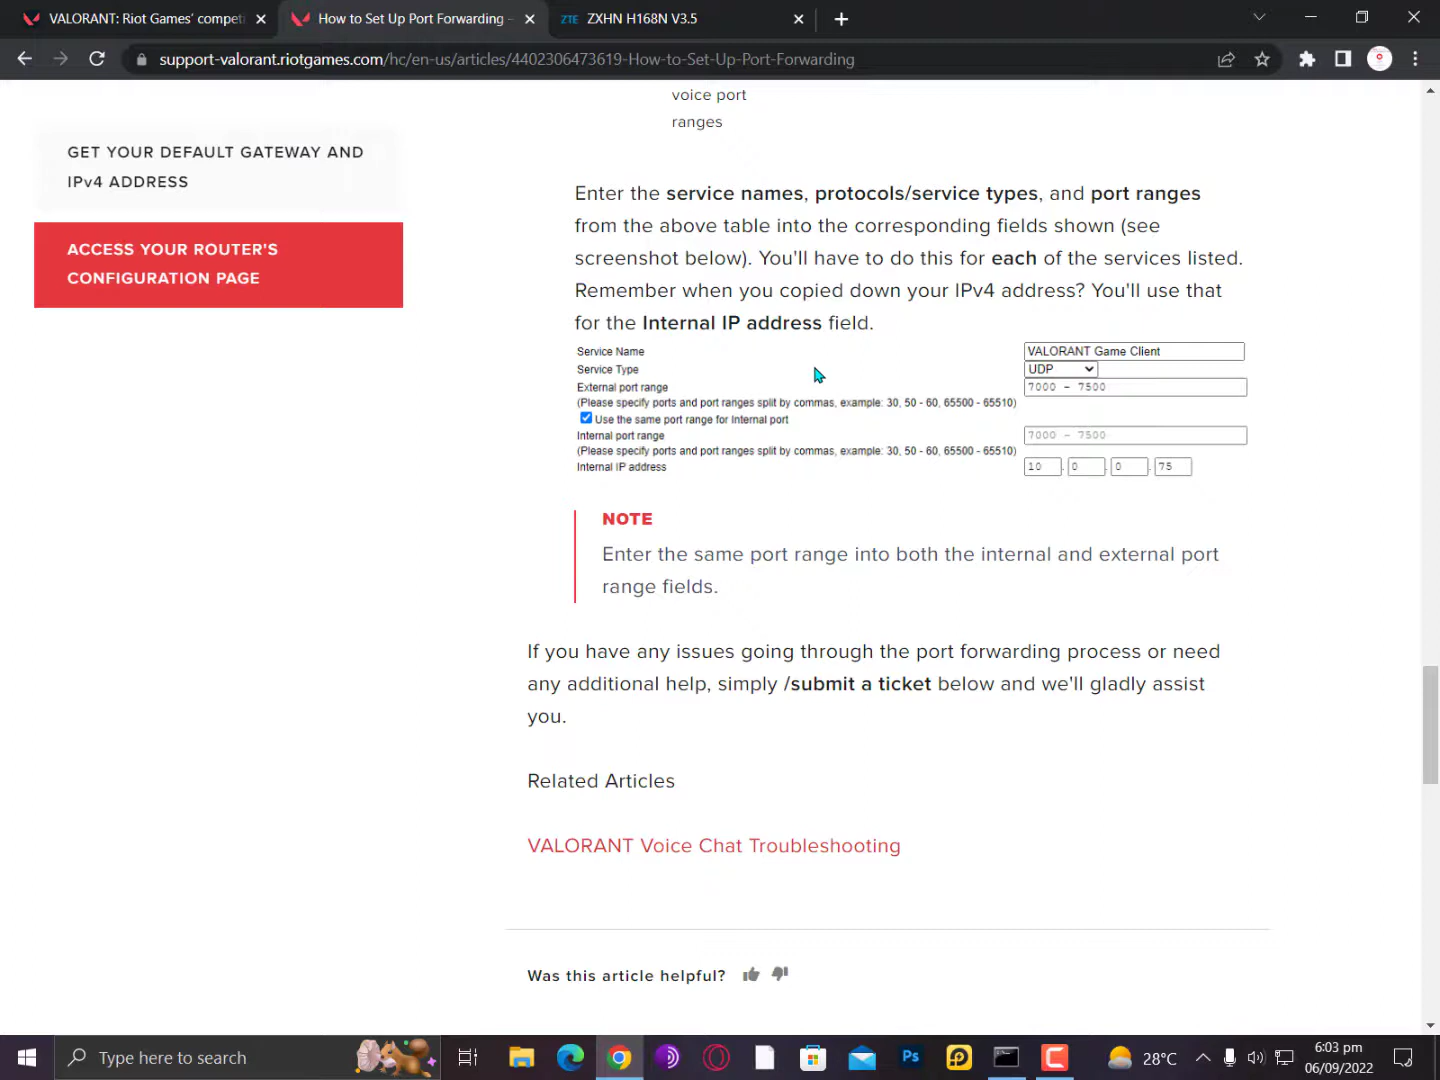 VALORANT: Riot Games' competi
How to Set Up Port Forwarding –
ZTE ZXHN H168N V3.5
support-valorant.riotgames.com/hc/en-us/articles/4402306473619-How-to-Set-Up-Port-Forwarding
GET YOUR DEFAULT GATEWAY AND
IPv4 ADDRESS
ACCESS YOUR ROUTER'S
CONFIGURATION PAGE
voice port
ranges
Enter the service names, protocols/service types, and port ranges
from the above table into the corresponding fields shown (see
screenshot below). You'll have to do this for each of the services listed.
Remember when you copied down your IPv4 address? You'll use that
for the Internal IP address field.
Service Name VALORANT Game Client
Service Type UDP
External port range 7000 - 7500
(Please specify ports and port ranges split by commas, example: 30, 50 - 60, 65500 - 65510)
Use the same port range for Internal port
Internal port range 7000 - 7500
(Please specify ports and port ranges split by commas, example: 30, 50 - 60, 65500 - 65510)
Internal IP address 10 . 0 . 0 . 75
NOTE
Enter the same port range into both the internal and external port
range fields.
If you have any issues going through the port forwarding process or need
any additional help, simply /submit a ticket below and we'll gladly assist
you.
Related Articles
VALORANT Voice Chat Troubleshooting
Was this article helpful?
Type here to search
Ps
28°C
6:03 pm
06/09/2022